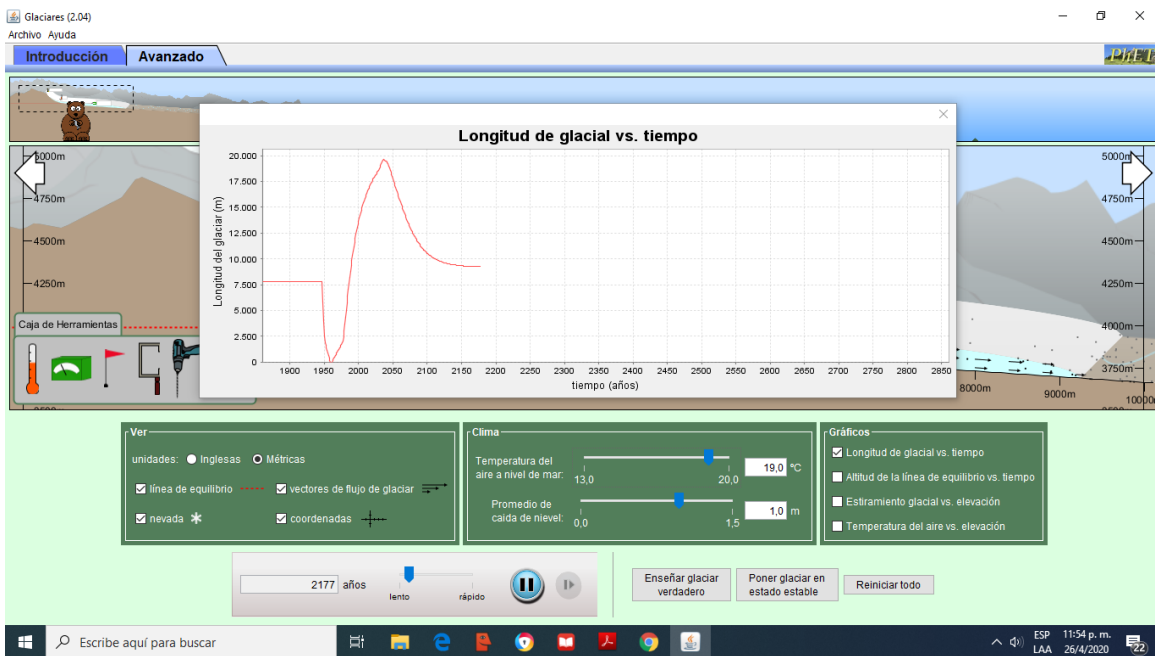 Glaciares (2.04)
Archivo Ayuda
Introducción Avanzado
PhET
Longitud de glacial vs. tiempo
20.000
17.500
15.000
12.500
10.000
7.500
5.000
2.500
0
Longitud del glaciar (m)
1900 1950 2000 2050 2100 2150 2200 2250 2300 2350 2400 2450 2500 2550 2600 2650 2700 2750 2800 2850
tiempo (años)
5000m
4750m
4500m
4250m
5000m
4750m
4500m
4250m
4000m
3750m
8000m
9000m
10000
Caja de Herramientas
Ver
unidades: Inglesas Métricas
línea de equilibrio vectores de flujo de glaciar
nevada coordenadas
Clima
Temperatura del
aire a nivel de mar:
13,0 20,0
19,0 °C
Promedio de
caida de nievel:
0,0 1,5
1,0 m
Gráficos
Longitud de glacial vs. tiempo
Altitud de la línea de equilibrio vs. tiempo
Estiramiento glacial vs. elevación
Temperatura del aire vs. elevación
2177 años
lento rápido
Enseñar glaciar
verdadero
Poner glaciar en
estado estable
Reiniciar todo
Escribe aquí para buscar
ESP
LAA
11:54 p. m.
26/4/2020
22